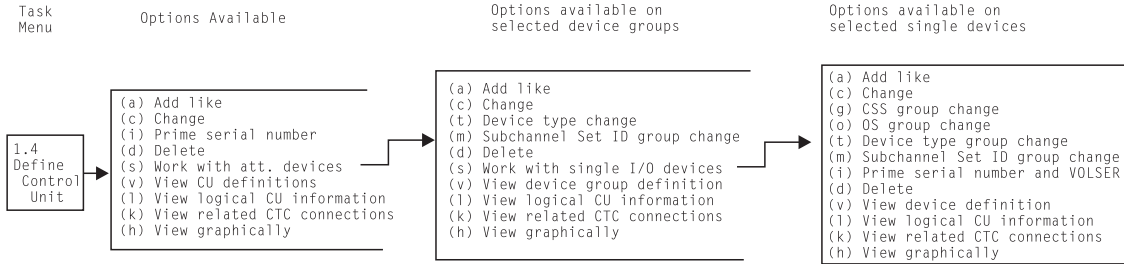 Task
Menu
Options Available
Options available on
selected device groups
Options available on
selected single devices
1.4
Define
Control
Unit
(a) Add like
(c) Change
(i) Prime serial number
(d) Delete
(s) Work with att. devices
(v) View CU definitions
(l) View logical CU information
(k) View related CTC connections
(h) View graphically
(a) Add like
(c) Change
(t) Device type change
(m) Subchannel Set ID group change
(d) Delete
(s) Work with single I/O devices
(v) View device group definition
(l) View logical CU information
(k) View related CTC connections
(h) View graphically
(a) Add like
(c) Change
(g) CSS group change
(o) OS group change
(t) Device type group change
(m) Subchannel Set ID group change
(i) Prime serial number and VOLSER
(d) Delete
(v) View device definition
(l) View logical CU information
(k) View related CTC connections
(h) View graphically